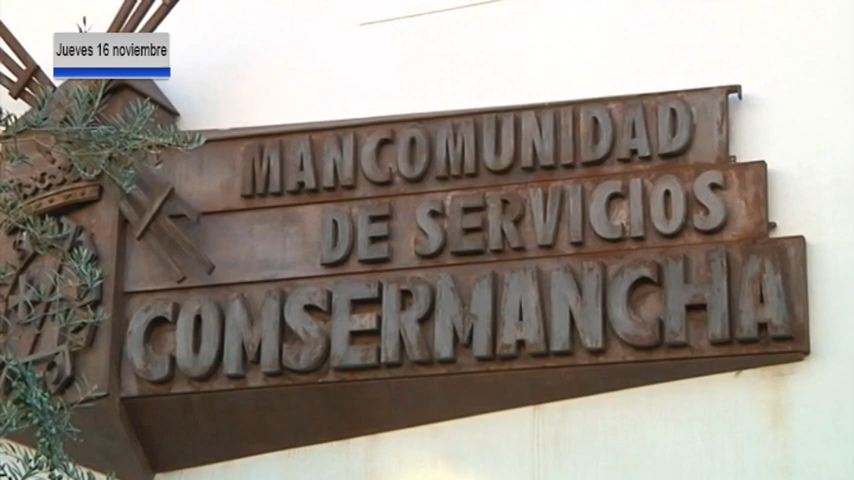 Jueves 16 noviembre
MANCOMUNIDAD
DE SERVICIOS
COMSERMANCHA